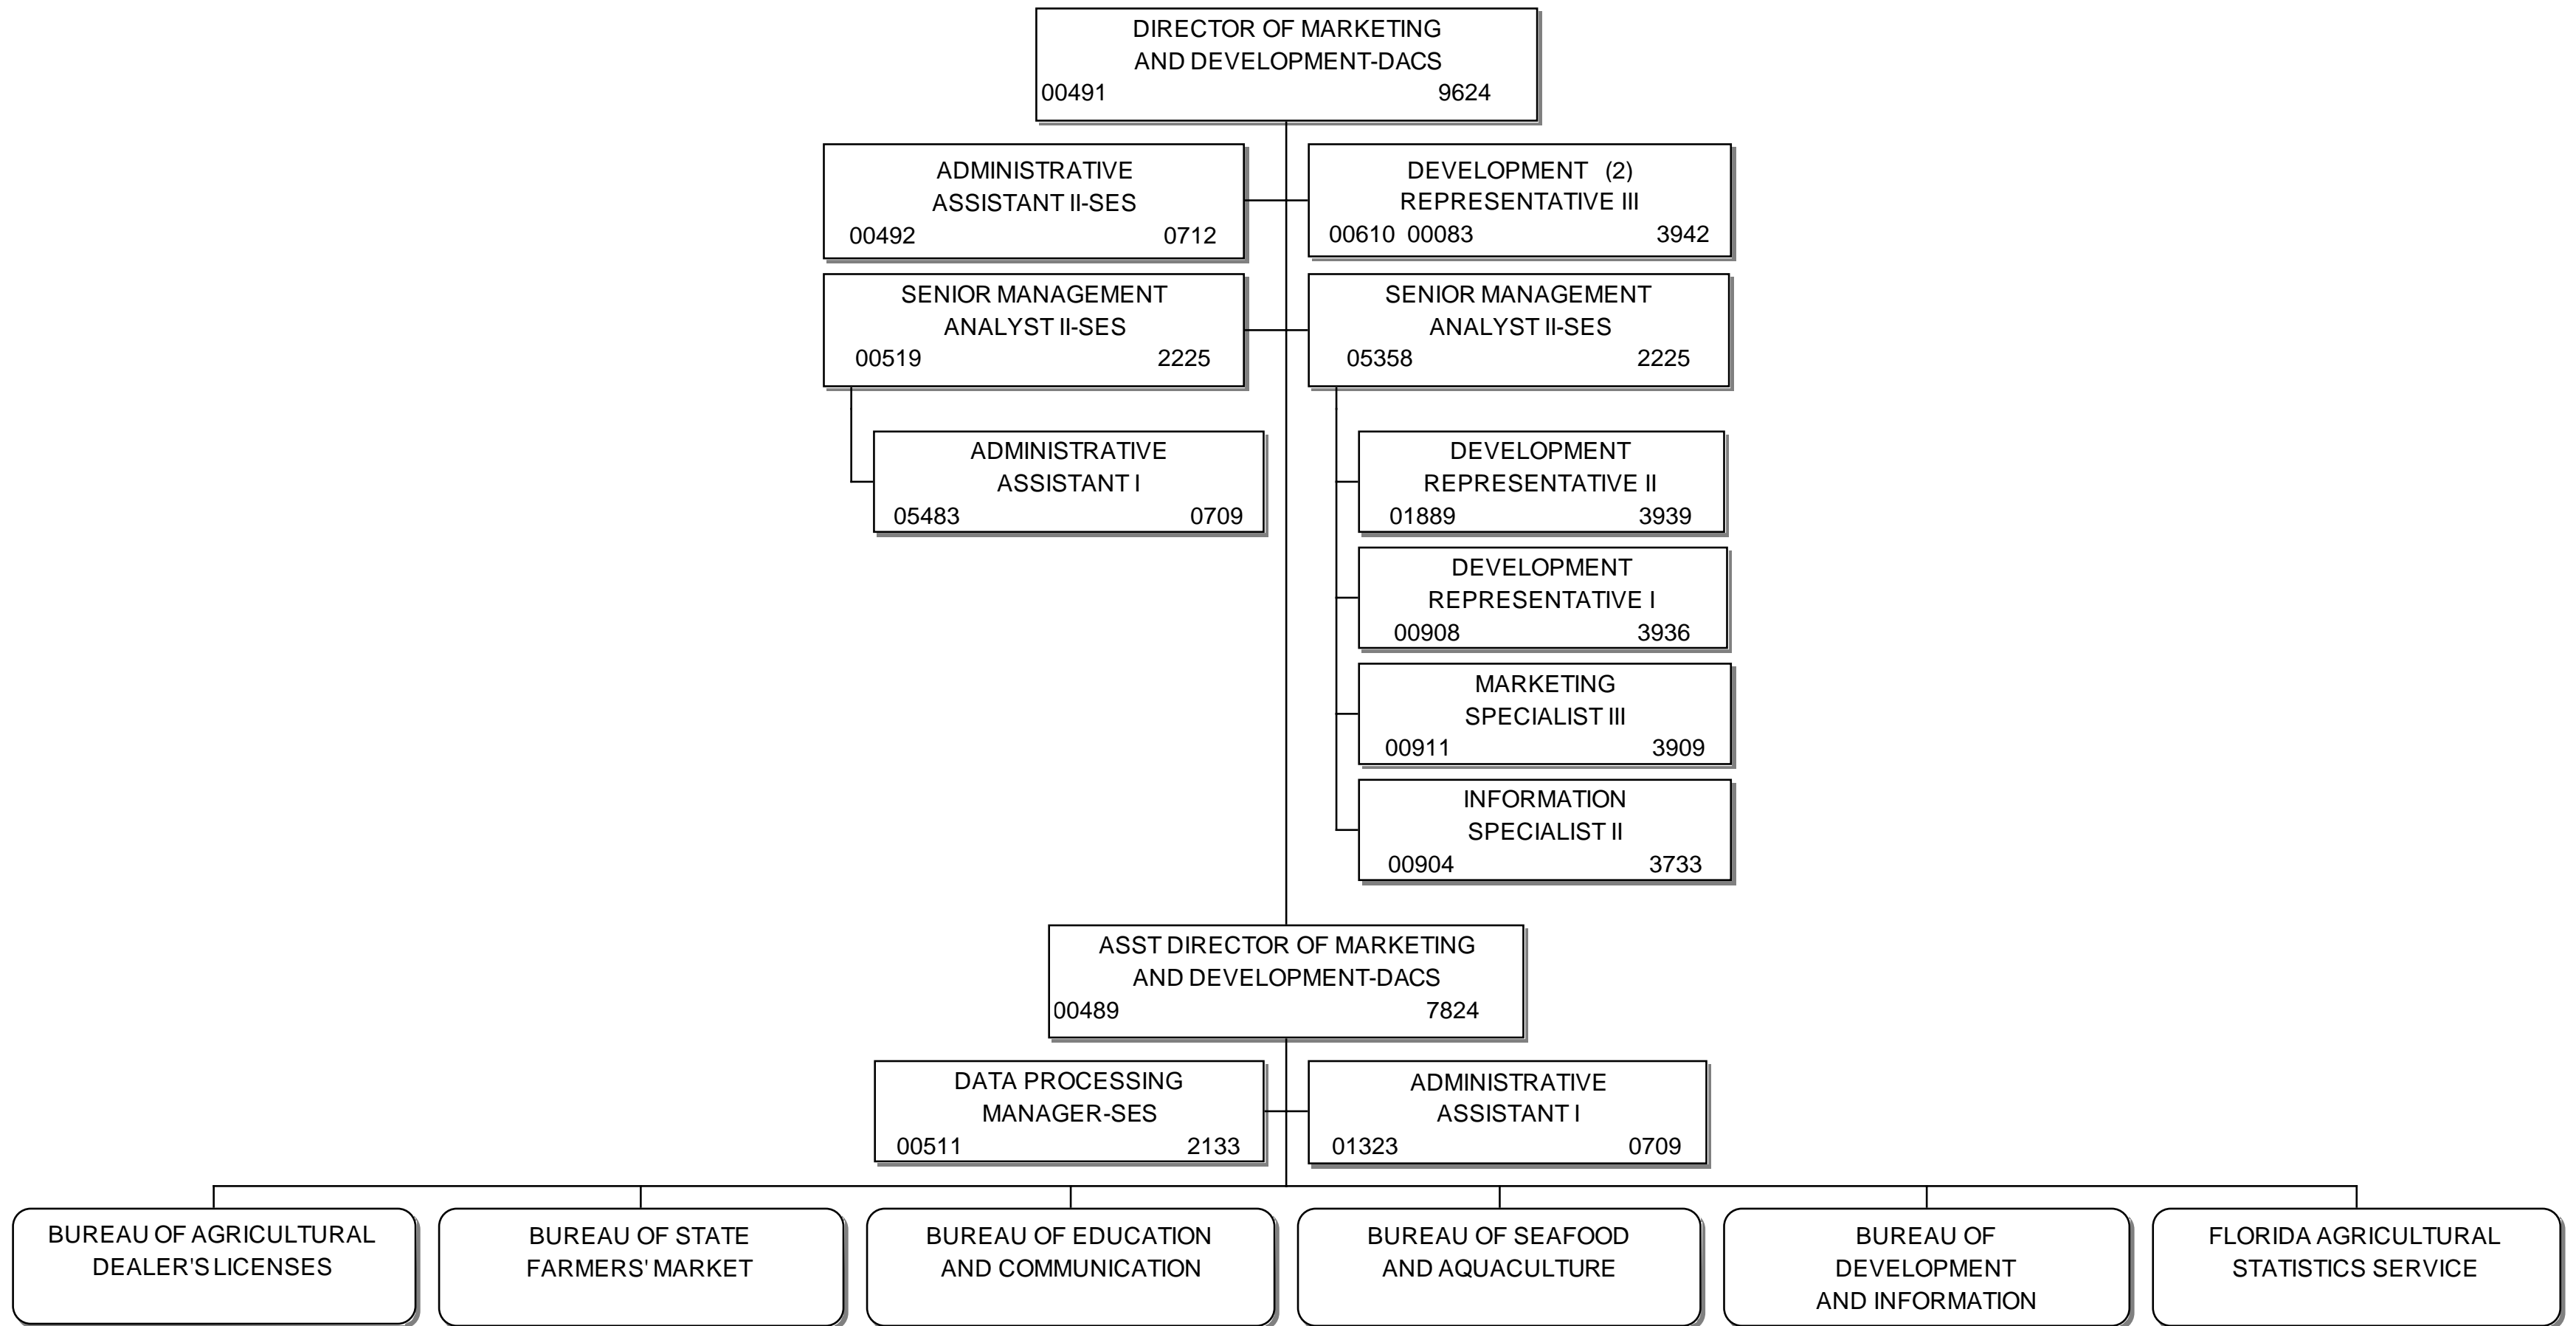 DIRECTOR OF MARKETING
AND DEVELOPMENT-DACS
00491 9624
ADMINISTRATIVE
ASSISTANT II-SES
00492 0712
DEVELOPMENT (2)
REPRESENTATIVE III
00610 00083 3942
SENIOR MANAGEMENT
ANALYST II-SES
00519 2225
SENIOR MANAGEMENT
ANALYST II-SES
05358 2225
ADMINISTRATIVE
ASSISTANT I
05483 0709
DEVELOPMENT
REPRESENTATIVE II
01889 3939
DEVELOPMENT
REPRESENTATIVE I
00908 3936
MARKETING
SPECIALIST III
00911 3909
INFORMATION
SPECIALIST II
00904 3733
ASST DIRECTOR OF MARKETING
AND DEVELOPMENT-DACS
00489 7824
DATA PROCESSING
MANAGER-SES
00511 2133
ADMINISTRATIVE
ASSISTANT I
01323 0709
BUREAU OF AGRICULTURAL
DEALER'S LICENSES
BUREAU OF STATE
FARMERS' MARKET
BUREAU OF EDUCATION
AND COMMUNICATION
BUREAU OF SEAFOOD
AND AQUACULTURE
BUREAU OF
DEVELOPMENT
AND INFORMATION
FLORIDA AGRICULTURAL
STATISTICS SERVICE